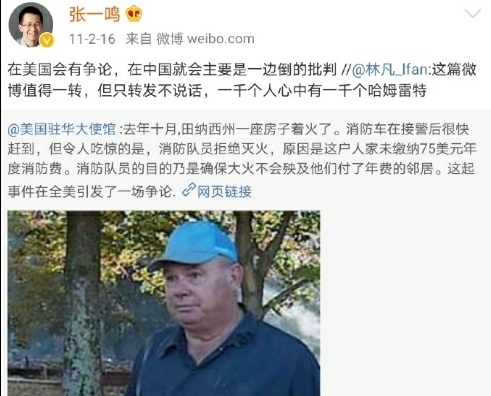 张一鸣
11-2-16 来自 微博 weibo.com
在美国会有争论，在中国就会主要是一边倒的批判 //@林凡_lfan:这篇微
博值得一转，但只转发不说话，一千个人心中有一千个哈姆雷特
@美国驻华大使馆 :去年十月,田纳西州一座房子着火了。消防车在接警后很快
赶到，但令人吃惊的是，消防队员拒绝灭火，原因是这户人家未缴纳75美元年
度消防费。消防队员的目的乃是确保大火不会殃及他们付了年费的邻居。这起
事件在全美引发了一场争论. 网页链接